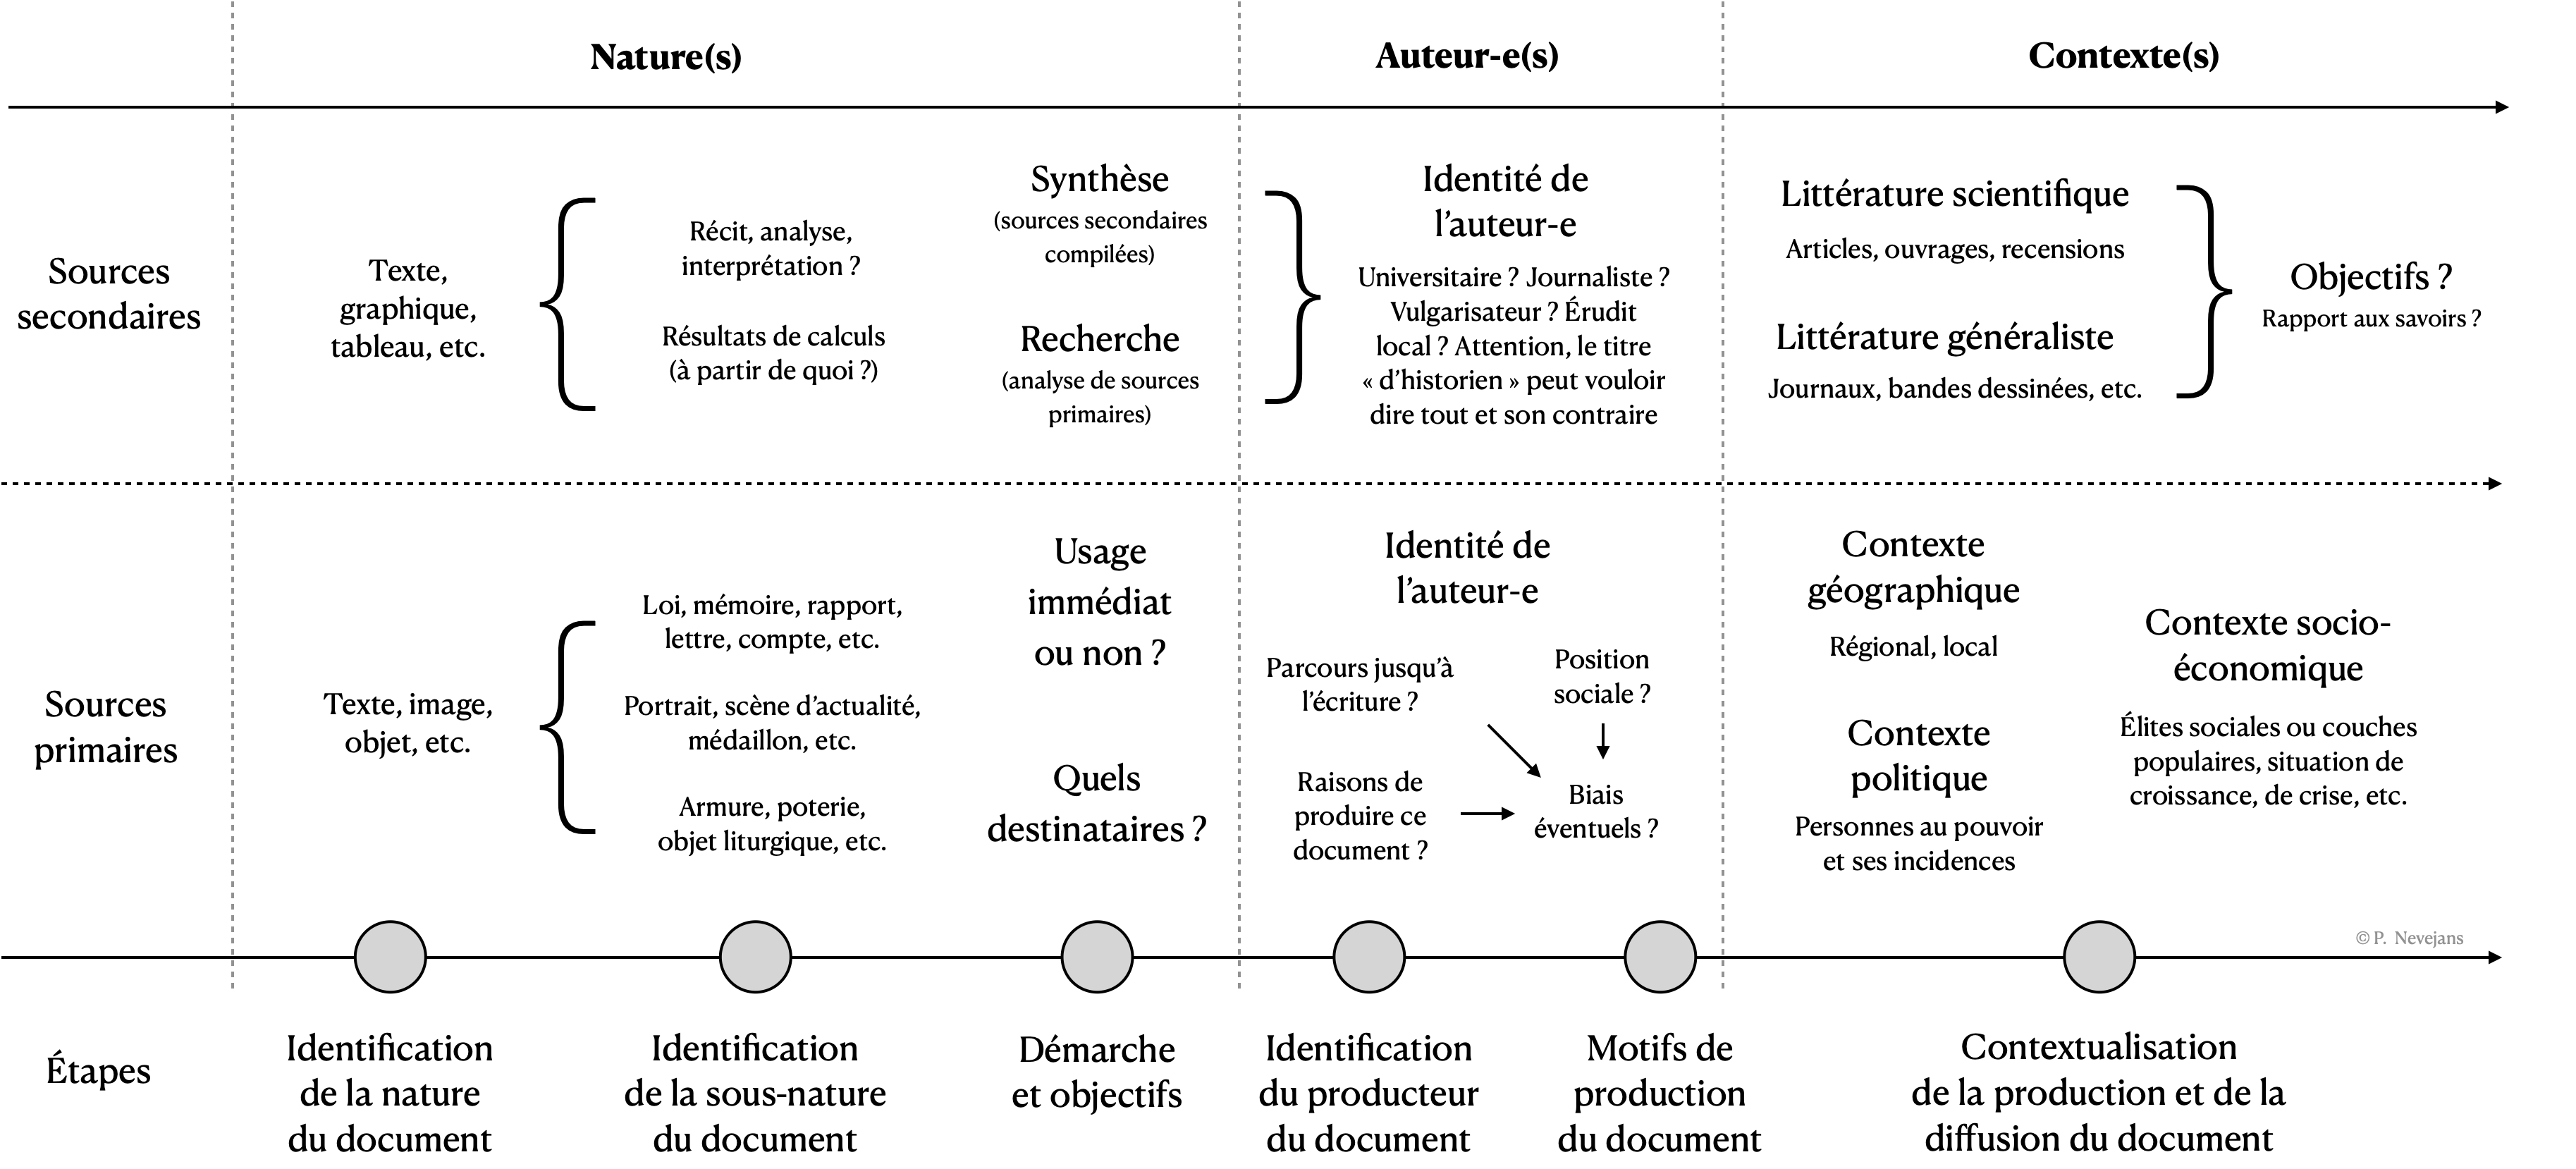 Nature(s)
Auteur-e(s)
Contexte(s)
Sources
secondaires
Texte,
graphique,
tableau, etc.
Récit, analyse,
interprétation ?
Résultats de calculs
(à partir de quoi ?)
Synthèse
(sources secondaires
compilées)
Recherche
(analyse de sources
primaires)
Identité de
l’auteur-e
Universitaire ? Journaliste ?
Vulgarisateur ? Érudit
local ? Attention, le titre
« d’historien » peut vouloir
dire tout et son contraire
Littérature scientifique
Articles, ouvrages, recensions
Littérature généraliste
Journaux, bandes dessinées, etc.
Objectifs ?
Rapport aux savoirs ?
Sources
primaires
Texte, image,
objet, etc.
Loi, mémoire, rapport,
lettre, compte, etc.
Portrait, scène d’actualité,
médaillon, etc.
Armure, poterie,
objet liturgique, etc.
Usage
immédiat
ou non ?
Quels
destinataires ?
Identité de
l’auteur-e
Parcours jusqu’à
l’écriture ?
Position
sociale ?
Raisons de
produire ce
document ?
Biais
éventuels ?
Contexte
géographique
Régional, local
Contexte
politique
Personnes au pouvoir
et ses incidences
Contexte socio-
économique
Élites sociales ou couches
populaires, situation de
croissance, de crise, etc.
© P. Nevejans
Étapes
Identification
de la nature
du document
Identification
de la sous-nature
du document
Démarche
et objectifs
Identification
du producteur
du document
Motifs de
production
du document
Contextualisation
de la production et de la
diffusion du document